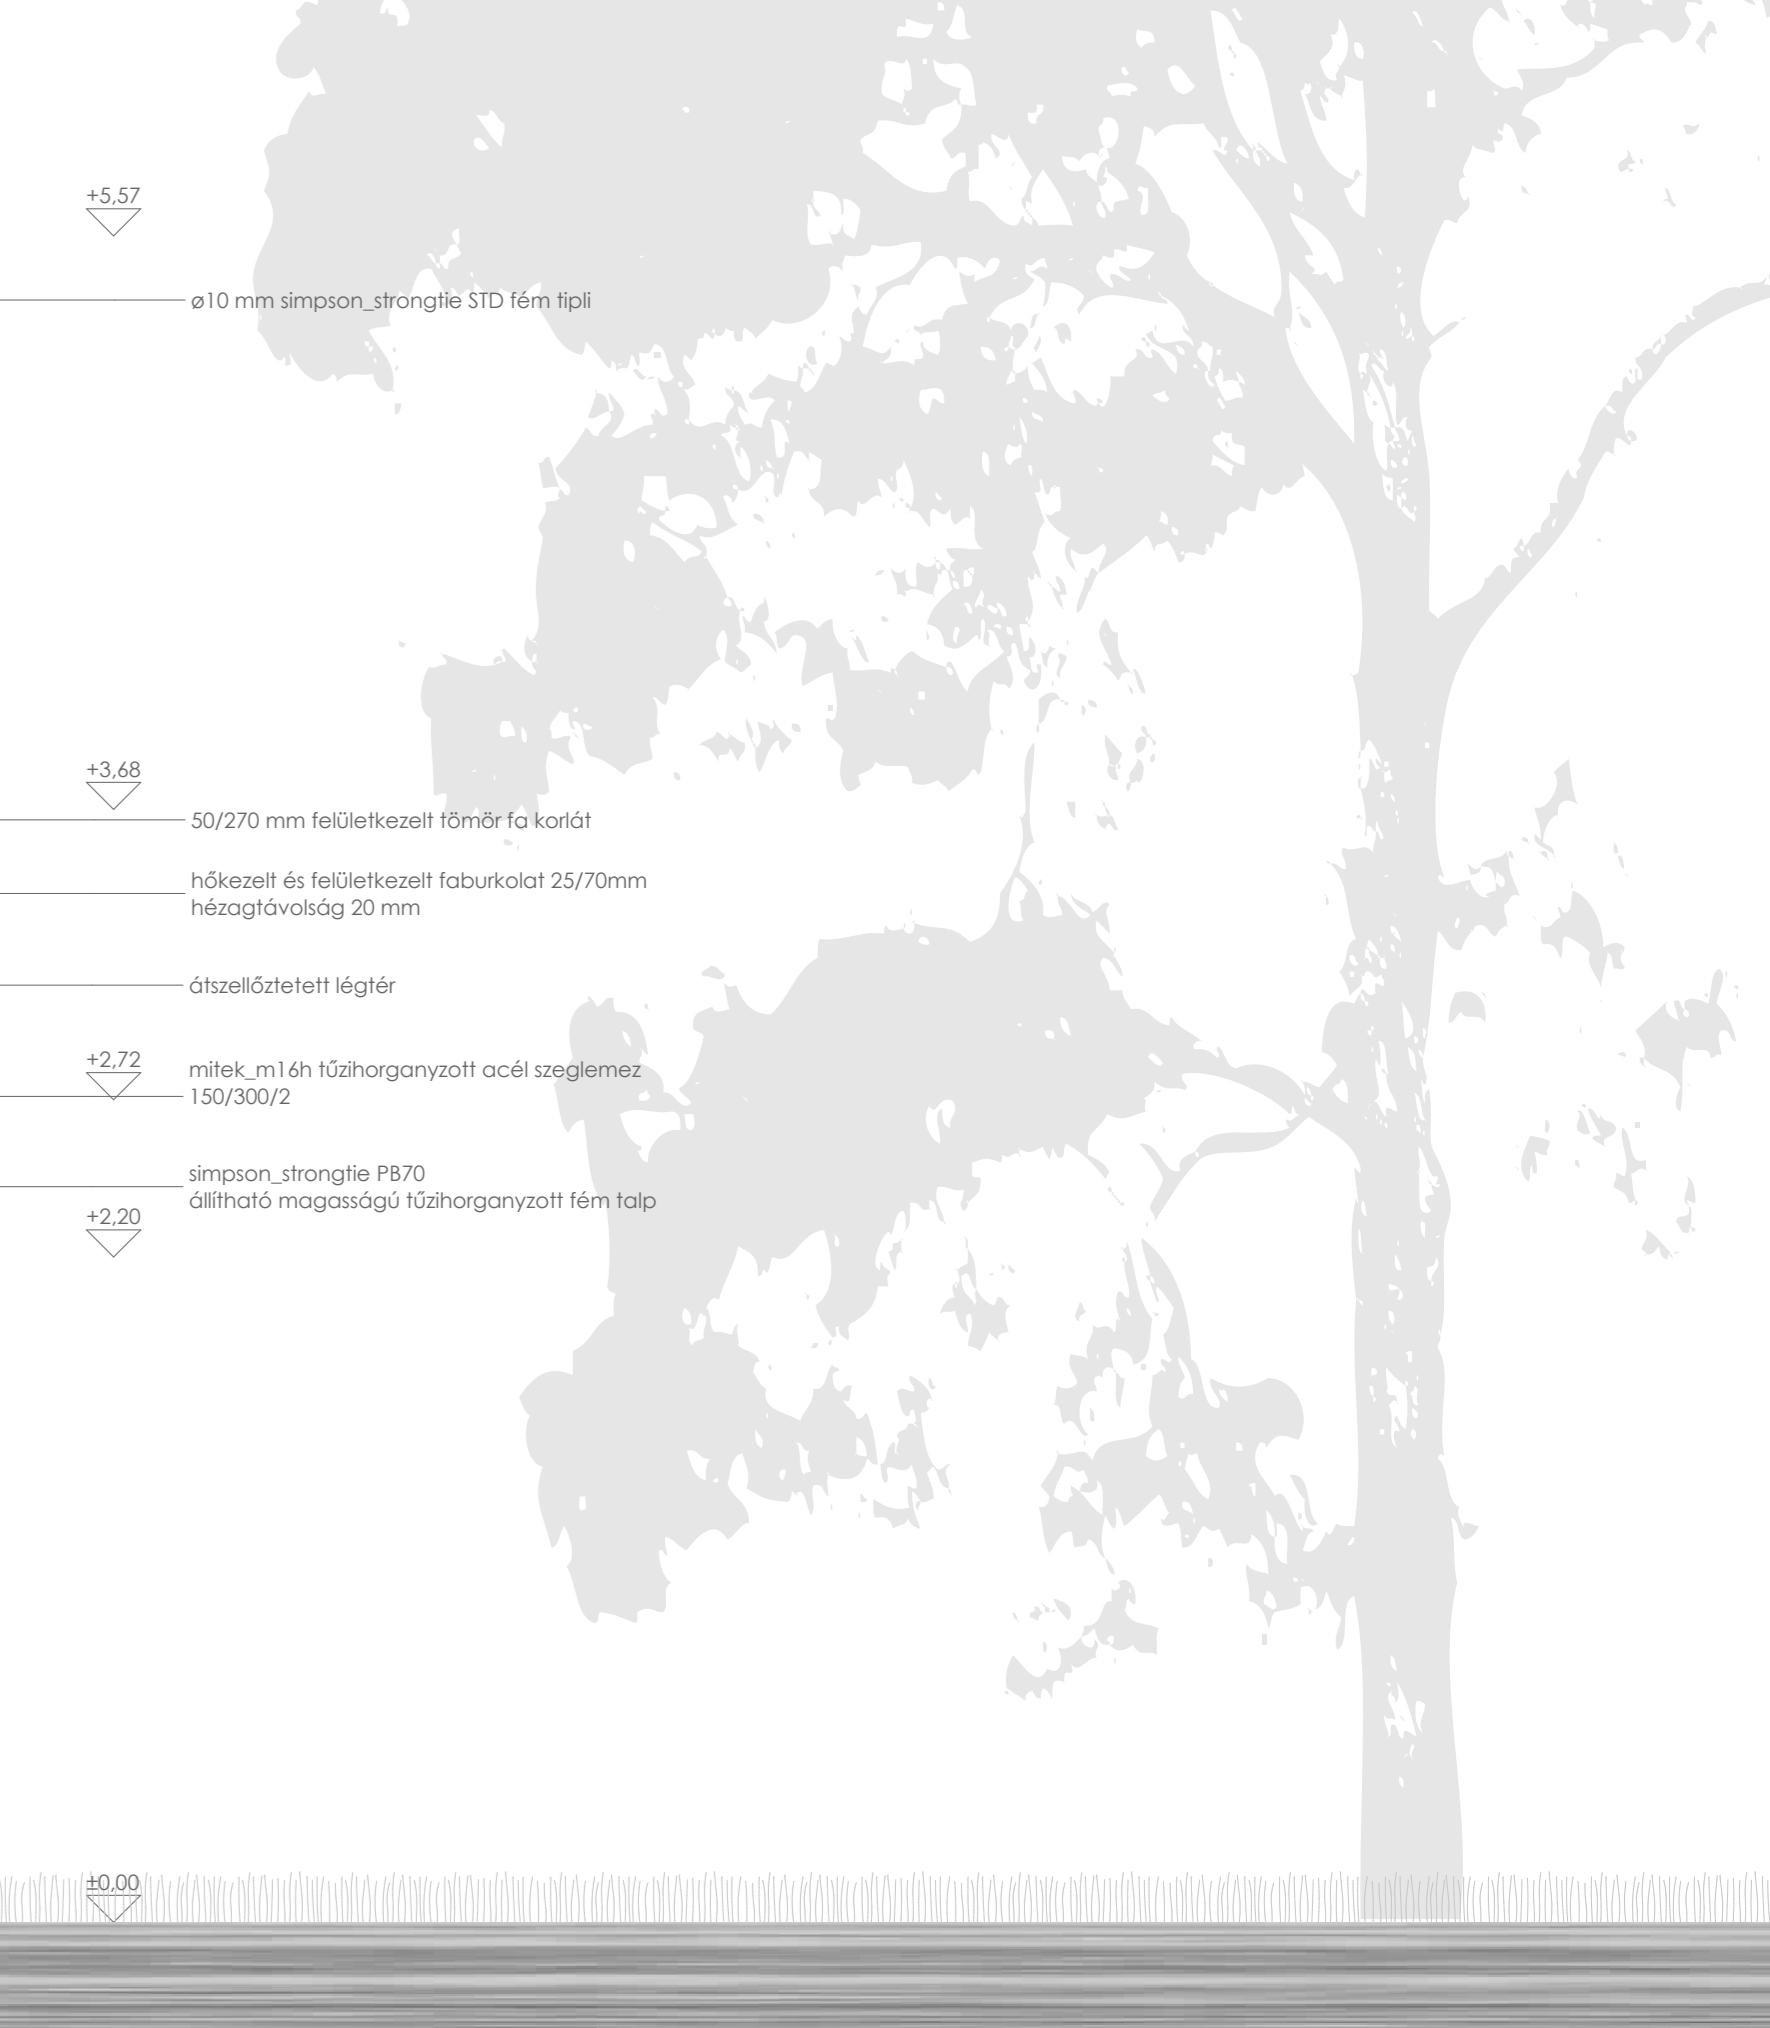 +5,57
ø10 mm simpson_strongtie STD fém tipli
+3,68
50/270 mm felületkezelt tömör fa korlát
hőkezelt és felületkezelt faburkolat 25/70mm
hézagtávolság 20 mm
átszellőztetett légtér
+2,72
mitek_m16h tűzihorganyzott acél szeglemez
150/300/2
simpson_strongtie PB70
állítható magasságú tűzihorganyzott fém talp
+2,20
±0,00